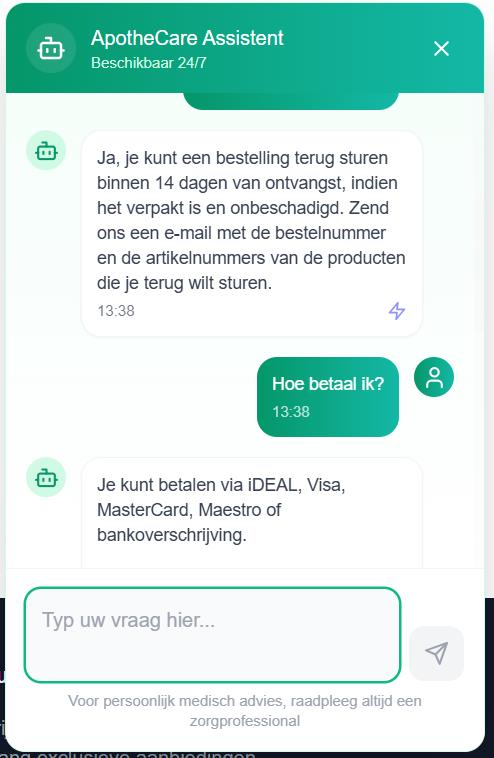 ApotheCare Assistent
Beschikbaar 24/7
Ja, je kunt een bestelling terug sturen
binnen 14 dagen van ontvangst, indien
het verpakt is en onbeschadigd. Zend
ons een e-mail met de bestelnummer
en de artikelnummers van de producten
die je terug wilt sturen.
13:38
Hoe betaal ik?
13:38
Je kunt betalen via iDEAL, Visa,
MasterCard, Maestro of
bankoverschrijving.
Typ uw vraag hier...
Voor persoonlijk medisch advies, raadpleeg altijd een
zorgprofessional
exclusieve aanbiedingen